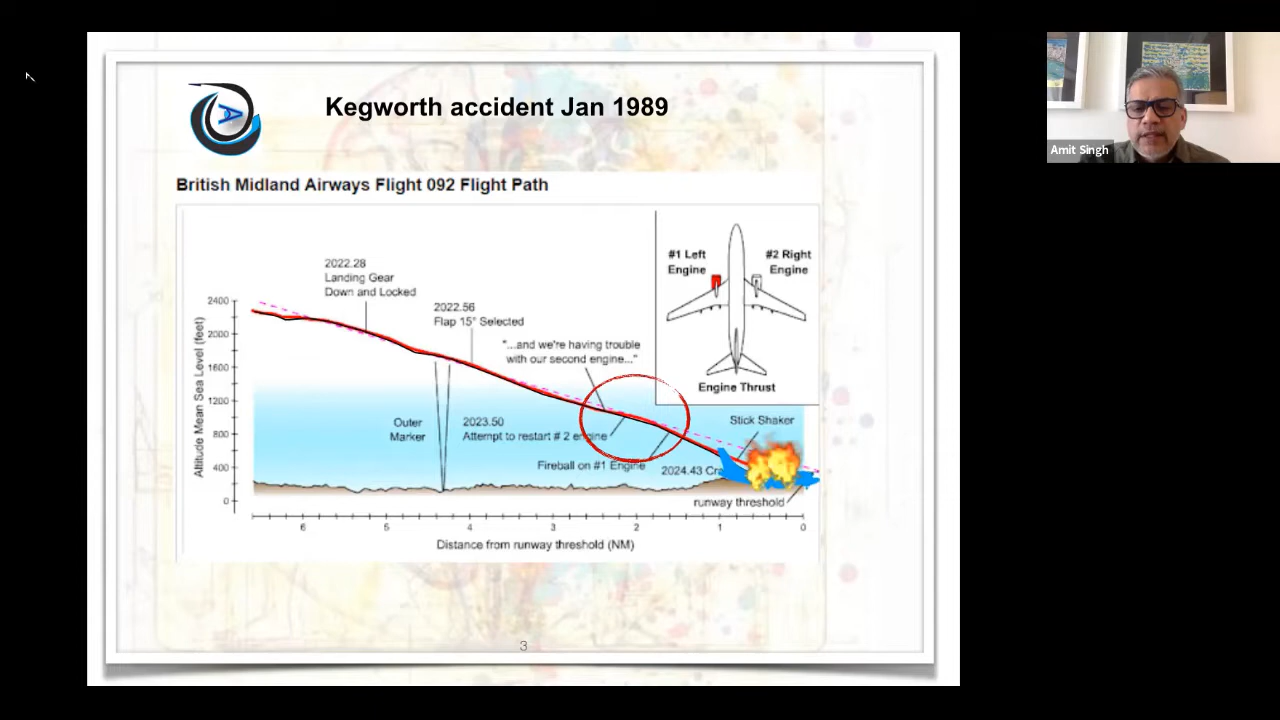 Kegworth accident Jan 1989
Amit Singh
British Midland Airways Flight 092 Flight Path
#1 Left
Engine
#2 Right
Engine
Engine Thrust
2022.28
Landing Gear
Down and Locked
2022.56
Flap 15° Selected
"...and we're having trouble
with our second engine..."
Altitude Mean Sea Level (feet)
2400
2000
1600
1200
800
400
0
Outer
Marker
2023.50
Attempt to restart # 2 engine
Fireball on #1 Engine
Stick Shaker
2024.43 Cra
runway threshold
6
5
4
3
2
1
0
Distance from runway threshold (NM)
3